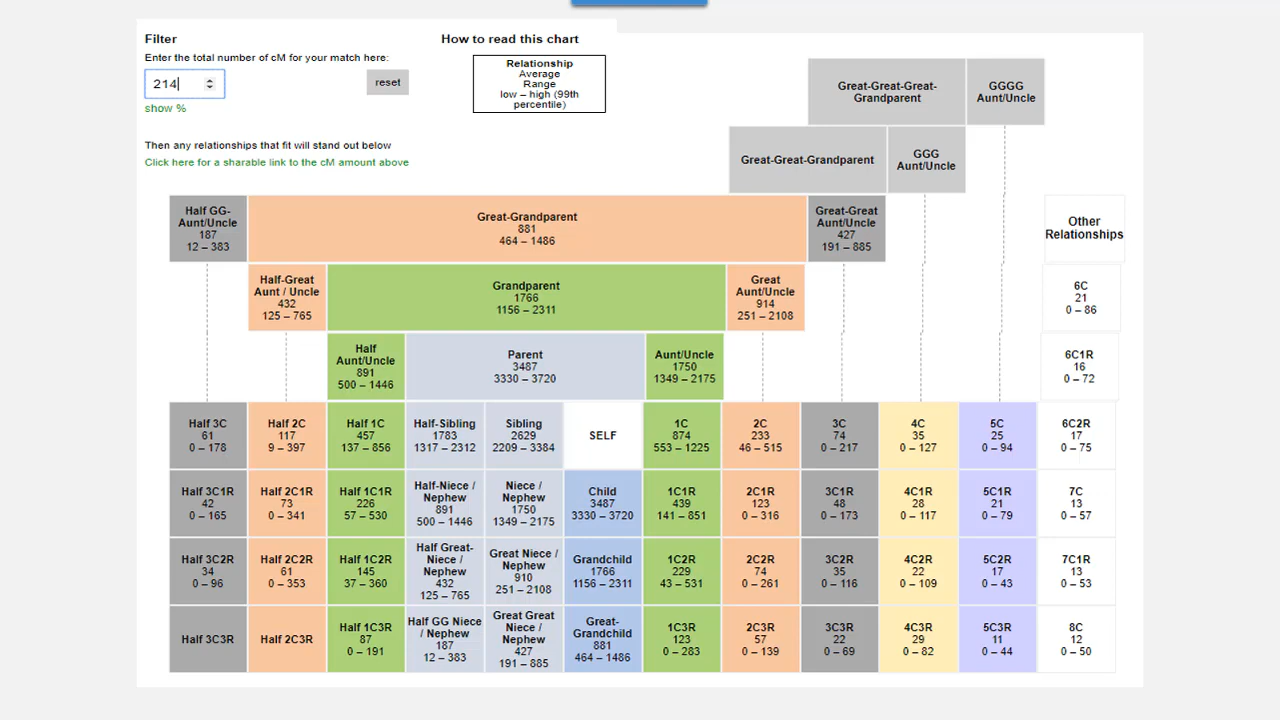 Filter
Enter the total number of cM for your match here:
214
reset
show %
Then any relationships that fit will stand out below
Click here for a sharable link to the cM amount above
How to read this chart
Relationship
Average
Range
low – high (99th
percentile)
Great-Great-Great-
Grandparent
GGGG
Aunt/Uncle
Great-Great-Grandparent
GGG
Aunt/Uncle
Half GG-
Aunt/Uncle
187
12 – 383
Great-Grandparent
881
464 – 1486
Great-Great
Aunt/Uncle
427
191 – 885
Other
Relationships
Half-Great
Aunt / Uncle
432
125 – 765
Grandparent
1766
1156 – 2311
Great
Aunt/Uncle
914
251 – 2108
6C
21
0 – 86
Half
Aunt/Uncle
891
500 – 1446
Parent
3487
3330 – 3720
Aunt/Uncle
1750
1349 – 2175
6C1R
16
0 – 72
Half 3C
61
0 – 178
Half 2C
117
9 – 397
Half 1C
457
137 – 856
Half-Sibling
1783
1317 – 2312
Sibling
2629
2209 – 3384
SELF
1C
874
553 – 1225
2C
233
46 – 515
3C
74
0 – 217
4C
35
0 – 127
5C
25
0 – 94
6C2R
17
0 – 75
Half 3C1R
42
0 – 165
Half 2C1R
73
0 – 341
Half 1C1R
226
57 – 530
Half-Niece /
Nephew
891
500 – 1446
Niece /
Nephew
1750
1349 – 2175
Child
3487
3330 – 3720
1C1R
439
141 – 851
2C1R
123
0 – 316
3C1R
48
0 – 173
4C1R
28
0 – 117
5C1R
21
0 – 79
7C
13
0 – 57
Half 3C2R
34
0 – 96
Half 2C2R
61
0 – 353
Half 1C2R
145
37 – 360
Half Great-
Niece /
Nephew
432
125 – 765
Great Niece /
Nephew
910
251 – 2108
Grandchild
1766
1156 – 2311
1C2R
229
43 – 531
2C2R
74
0 – 261
3C2R
35
0 – 116
4C2R
22
0 – 109
5C2R
17
0 – 43
7C1R
13
0 – 53
Half 3C3R
Half 2C3R
Half 1C3R
87
0 – 191
Half GG Niece
/ Nephew
187
12 – 383
Great Great
Niece /
Nephew
427
191 – 885
Great-
Grandchild
881
464 – 1486
1C3R
123
0 – 283
2C3R
57
0 – 139
3C3R
22
0 – 69
4C3R
29
0 – 82
5C3R
11
0 – 44
8C
12
0 – 50